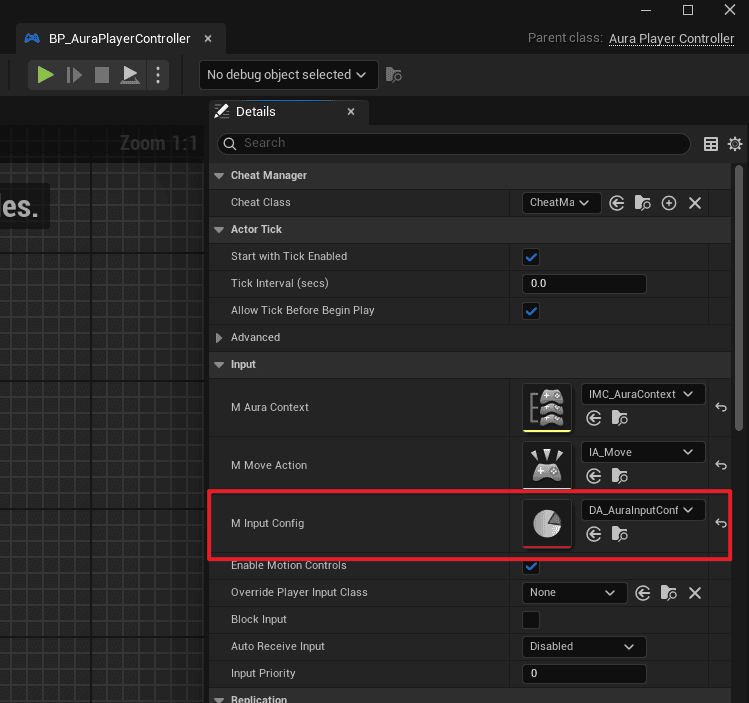 BP_AuraPlayerController
Parent class: Aura Player Controller
No debug object selected
Details
Zoom 1:1
Search
les.
Cheat Manager
Cheat Class CheatMa
Actor Tick
Start with Tick Enabled
Tick Interval (secs) 0.0
Allow Tick Before Begin Play
Advanced
Input
M Aura Context IMC_AuraContext
M Move Action IA_Move
M Input Config DA_AuraInputConf
Enable Motion Controls
Override Player Input Class None
Block Input
Auto Receive Input Disabled
Input Priority 0
Replication